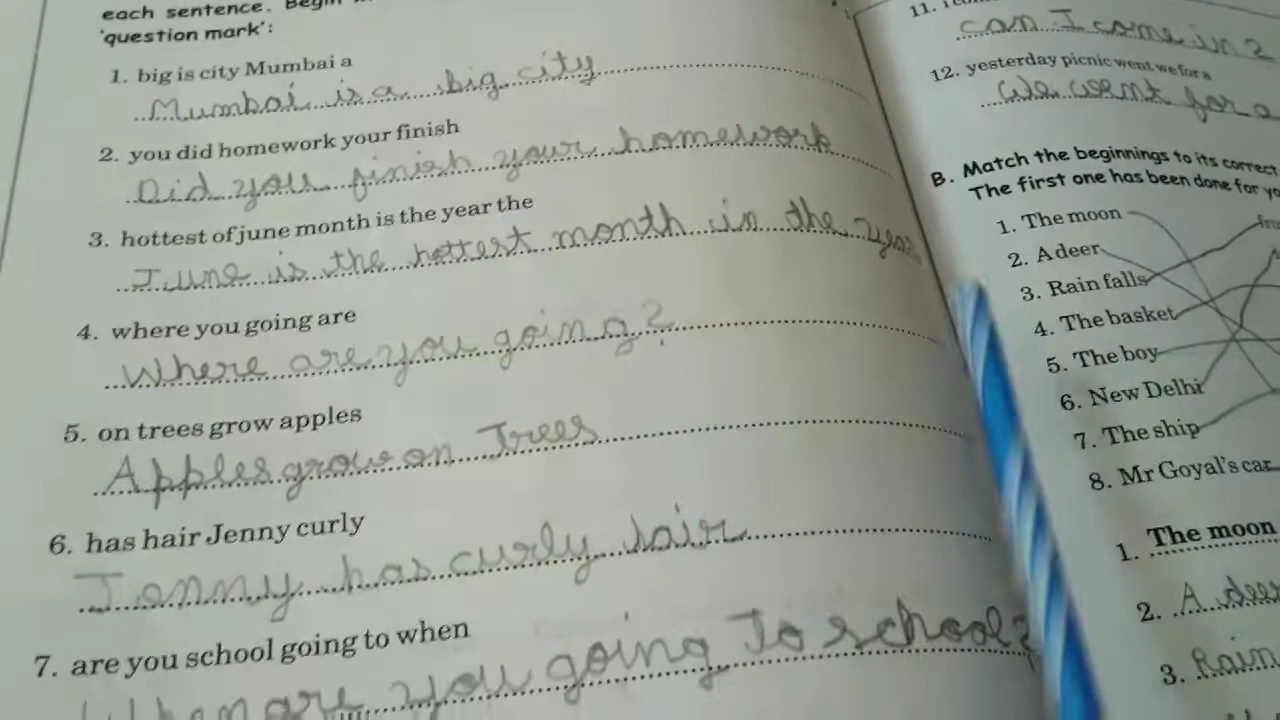 each sentence. Begin
'question mark':
1. big is city Mumbai a
Mumbai is a big city
2. you did homework your finish
Did you finish your homework
3. hottest of june month is the year the
June is the hottest month in the year
4. where you going are
Where are you going?
5. on trees grow apples
Apples grow on Trees
6. has hair Jenny curly
Jenny has curly hair
7. are you school going to when
When are you going To school?
11.
can I come in?
12. yesterday picnic went we for a
We went for a
B. Match the beginnings to its correct
The first one has been done for
1. The moon
2. A deer
3. Rain falls
4. The basket
5. The boy
6. New Delhi
7. The ship
8. Mr Goyal's car
1. The moon
2. A deer
3. Rain